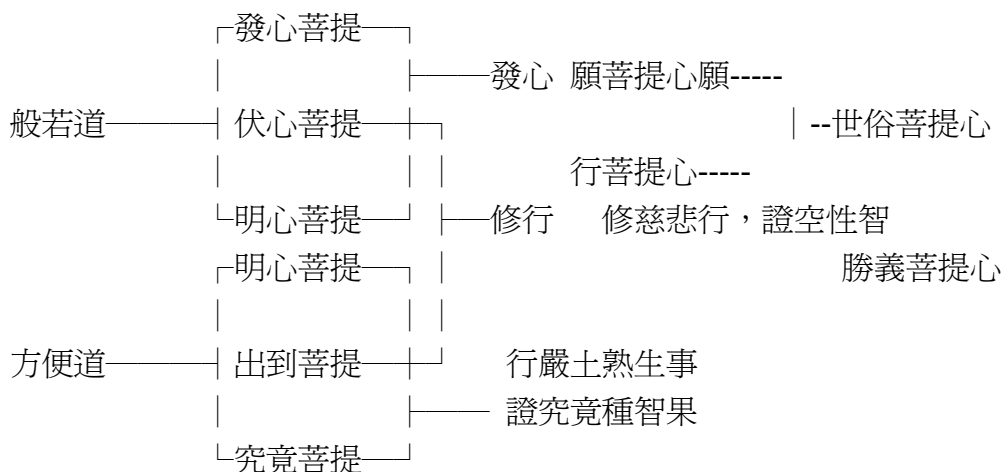 發心菩提
發心 願菩提心願-----
般若道 伏心菩提 --世俗菩提心
行菩提心-----
明心菩提 修行 修慈悲行，證空性智
明心菩提 勝義菩提心
方便道 出到菩提 行嚴土熟生事
證究竟種智果
究竟菩提